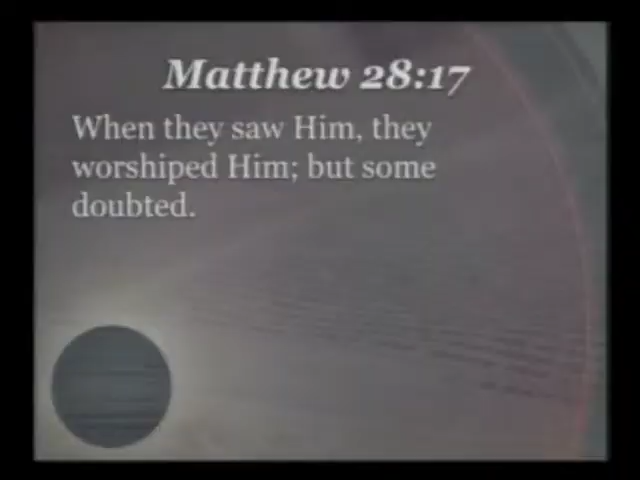 Matthew 28:17
When they saw Him, they
worshiped Him; but some
doubted.